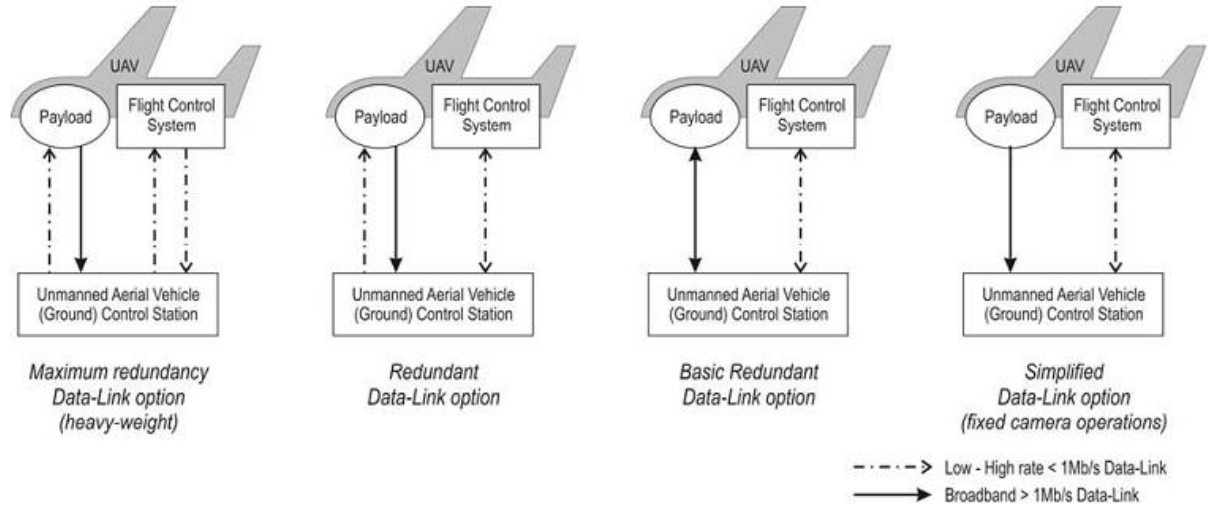 UAV
Payload
Flight Control
System
Unmanned Aerial Vehicle
(Ground) Control Station
Maximum redundancy
Data-Link option
(heavy-weight)
UAV
Payload
Flight Control
System
Unmanned Aerial Vehicle
(Ground) Control Station
Redundant
Data-Link option
UAV
Payload
Flight Control
System
Unmanned Aerial Vehicle
(Ground) Control Station
Basic Redundant
Data-Link option
UAV
Payload
Flight Control
System
Unmanned Aerial Vehicle
(Ground) Control Station
Simplified
Data-Link option
(fixed camera operations)
Low - High rate < 1Mb/s Data-Link
Broadband > 1Mb/s Data-Link